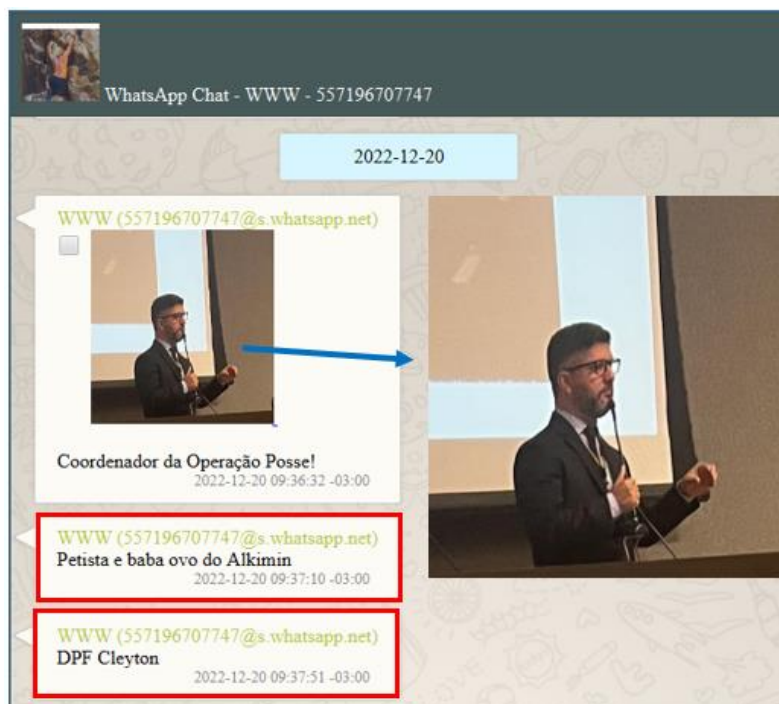 WhatsApp Chat - WWW - 557196707747
2022-12-20
WWW (557196707747@s.whatsapp.net)
Coordenador da Operação Posse!
2022-12-20 09:36:32 -03:00
WWW (557196707747@s.whatsapp.net)
Petista e baba ovo do Alkimin
2022-12-20 09:37:10 -03:00
WWW (557196707747@s.whatsapp.net)
DPF Cleyton
2022-12-20 09:37:51 -03:00